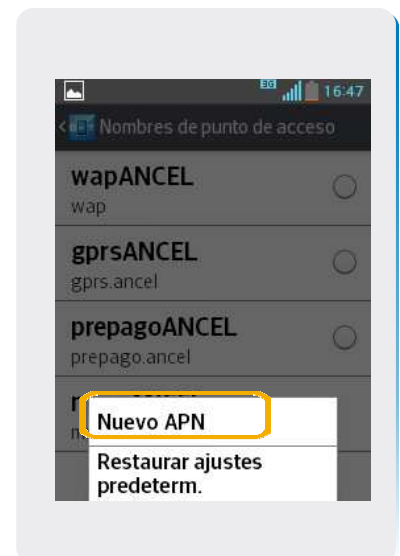 3G 16:47
Nombres de punto de acceso
wapANCEL
wap
gprsANCEL
gprs.ancel
prepagoANCEL
prepago.ancel
Nuevo APN
Restaurar ajustes
predeterm.